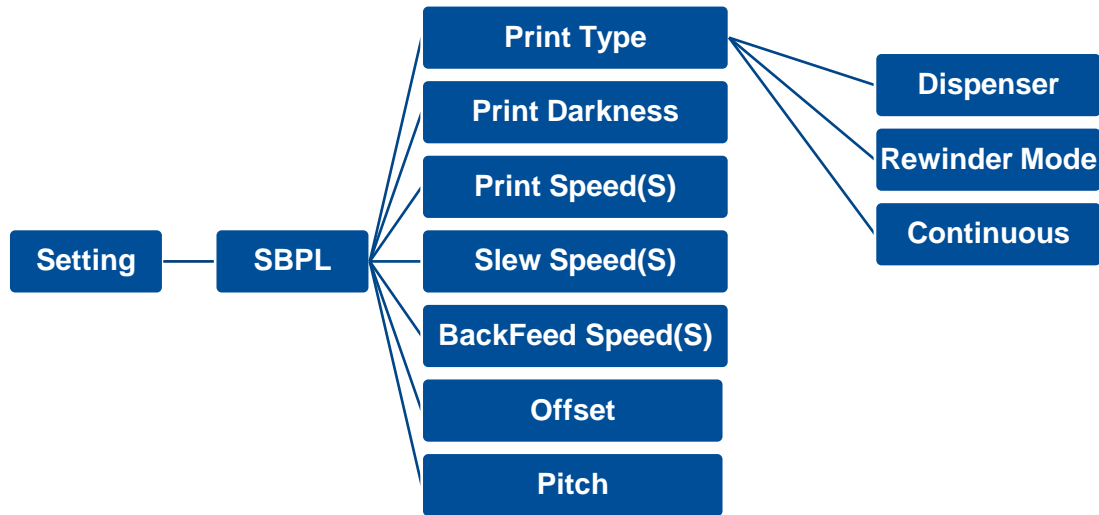 Setting
SBPL
Print Type
Print Darkness
Print Speed(S)
Slew Speed(S)
BackFeed Speed(S)
Offset
Pitch
Dispenser
Rewinder Mode
Continuous